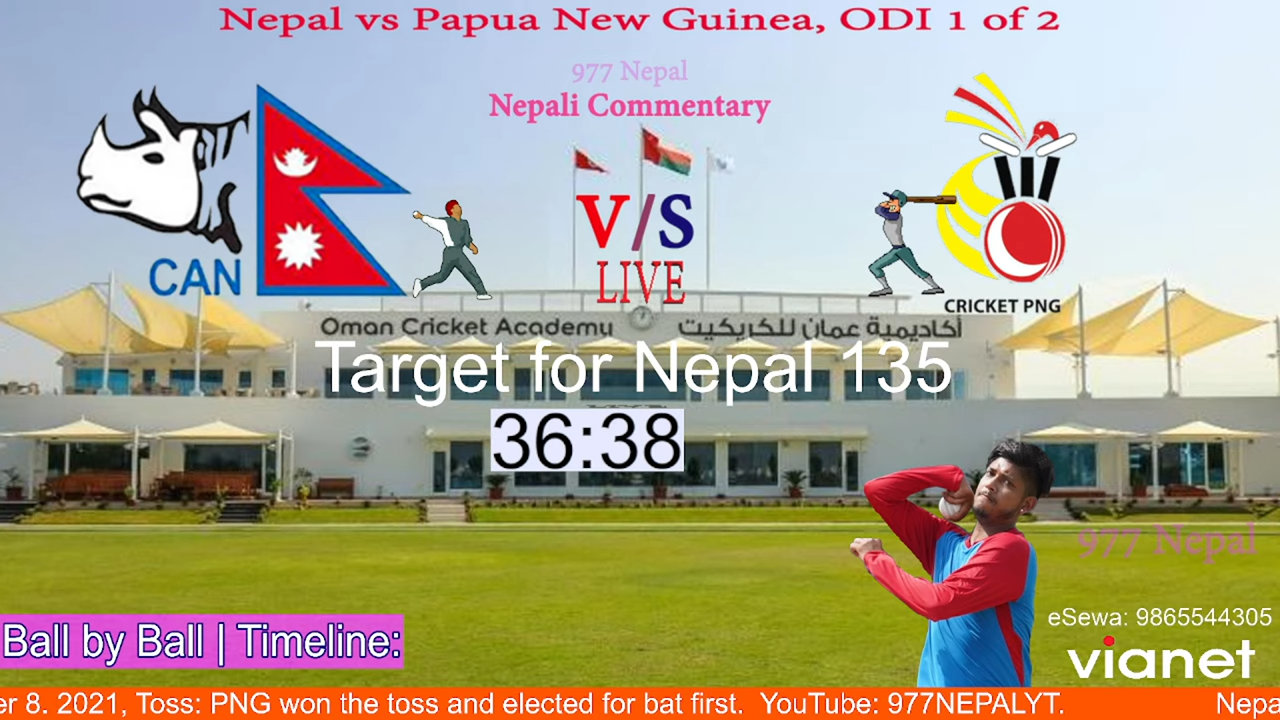 Nepal vs Papua New Guinea, ODI 1 of 2
977 Nepal
Nepali Commentary
V/S
LIVE
CAN
CRICKET PNG
Oman Cricket Academy أكاديمية عمان للكريكيت
Target for Nepal 135
36:38
977 Nepal
eSewa: 9865544305
vianet
Ball by Ball | Timeline:
er 8. 2021, Toss: PNG won the toss and elected for bat first. YouTube: 977NEPALYT. Nepa